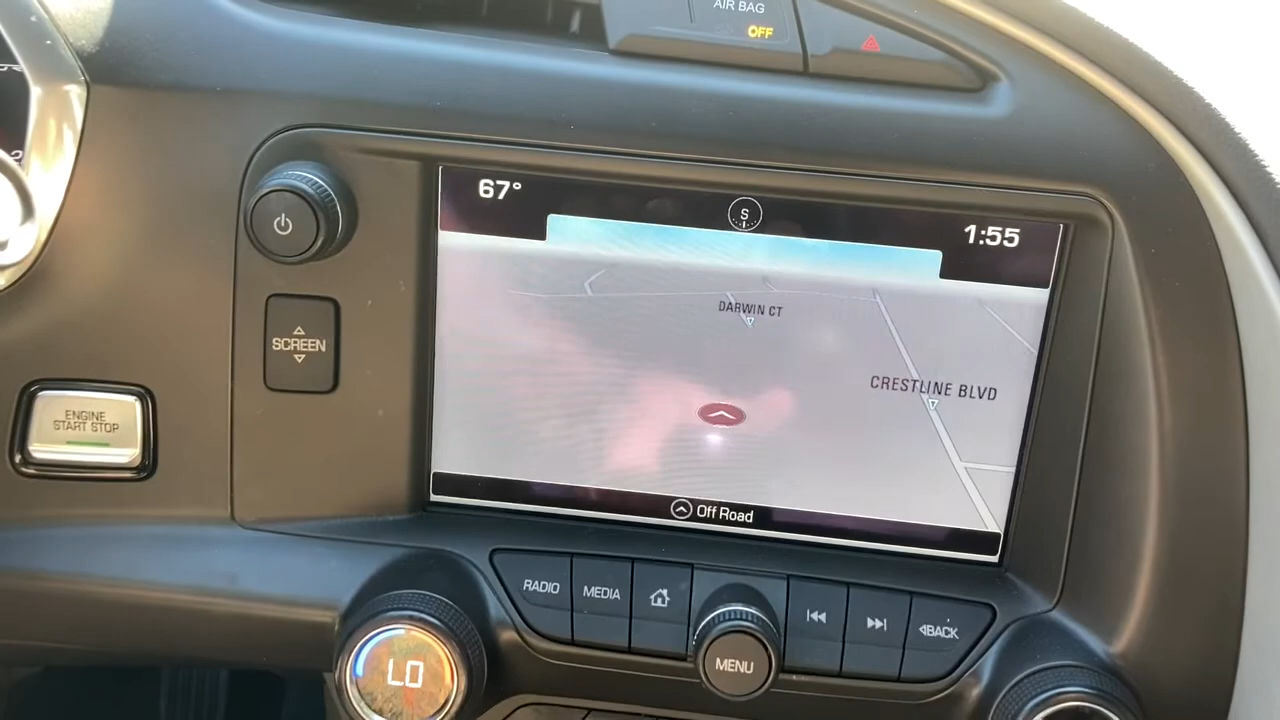 AIR BAG
OFF
2
67°
S
1:55
DARWIN CT
SCREEN
CRESTLINE BLVD
ENGINE
START STOP
Off Road
RADIO
MEDIA
BACK
MENU
LO